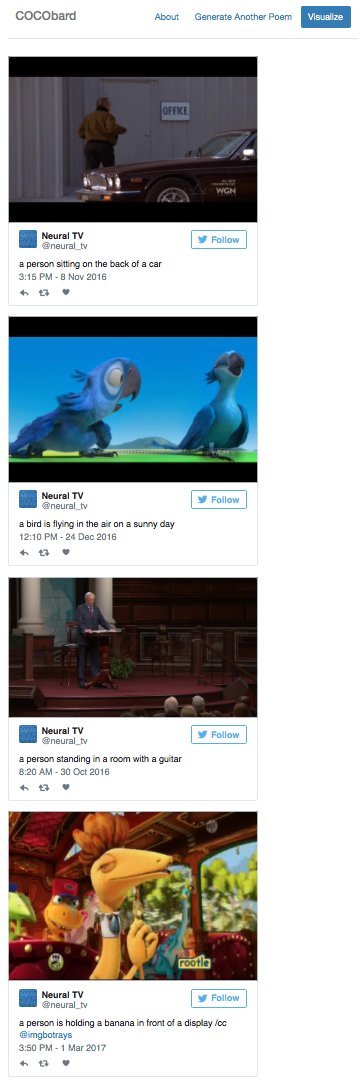 COCObard
About
Generate Another Poem
Visualize
OFFICE
WGN
Neural TV
@neural_tv
Follow
a person sitting on the back of a car
3:15 PM - 8 Nov 2016
Neural TV
@neural_tv
Follow
a bird is flying in the air on a sunny day
12:10 PM - 24 Dec 2016
Neural TV
@neural_tv
Follow
a person standing in a room with a guitar
8:20 AM - 30 Oct 2016
rootle
Neural TV
@neural_tv
Follow
a person is holding a banana in front of a display /cc
@imgbotrays
3:50 PM - 1 Mar 2017